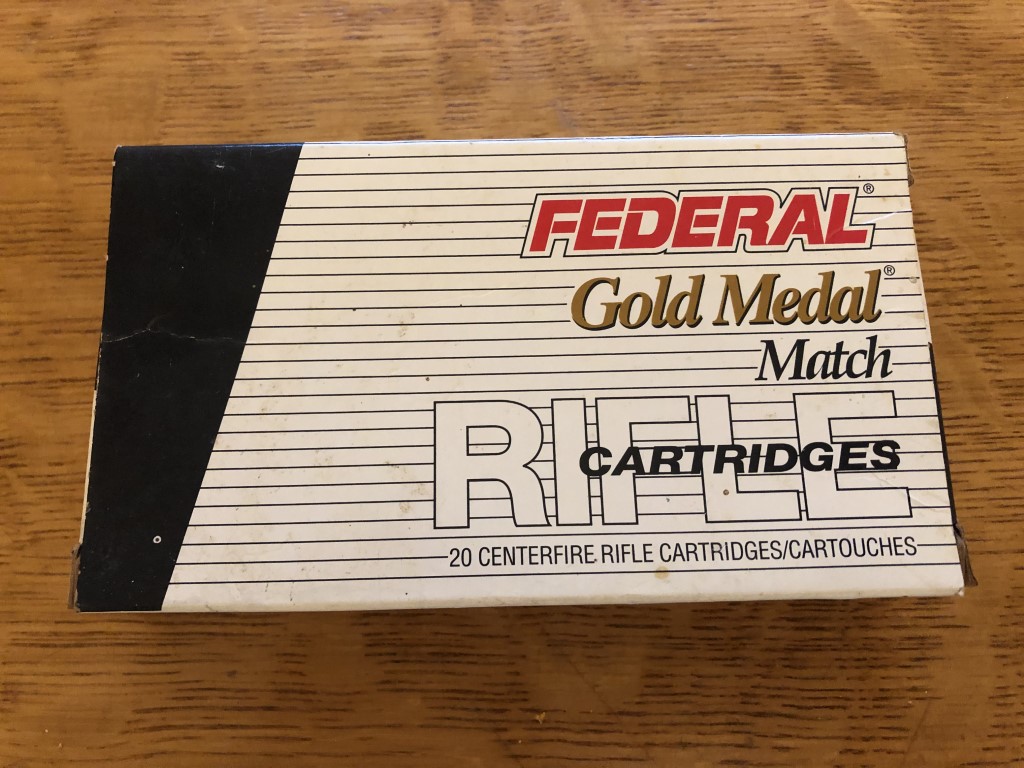 FEDERAL®
Gold Medal®
Match
RIFLE
CARTRIDGES
20 CENTERFIRE RIFLE CARTRIDGES/CARTOUCHES